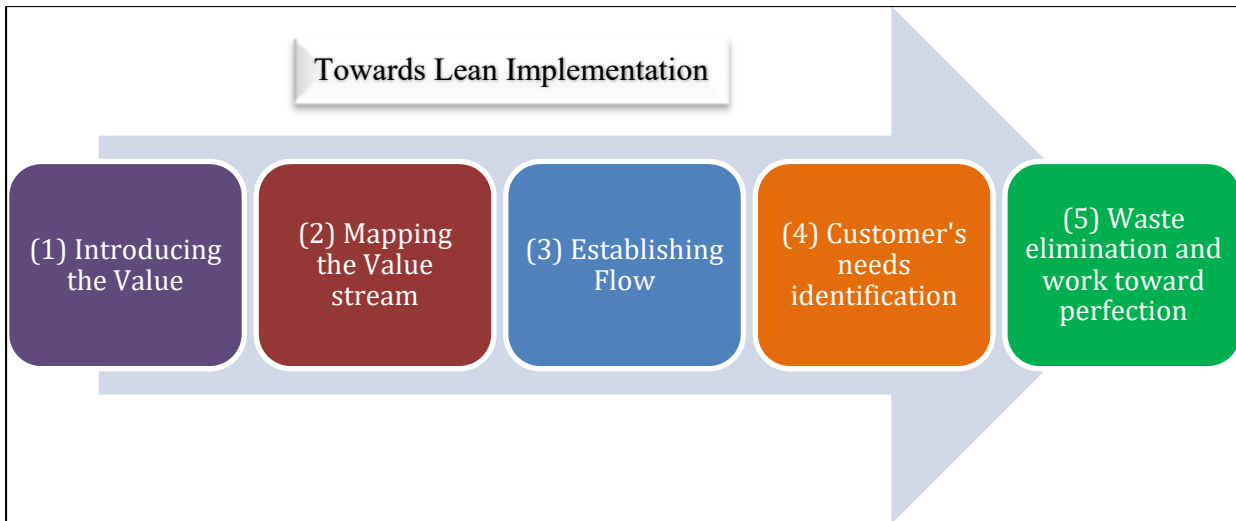 Towards Lean Implementation
(1) Introducing
the Value
(2) Mapping
the Value
stream
(3) Establishing
Flow
(4) Customer's
needs
identification
(5) Waste
elimination and
work toward
perfection